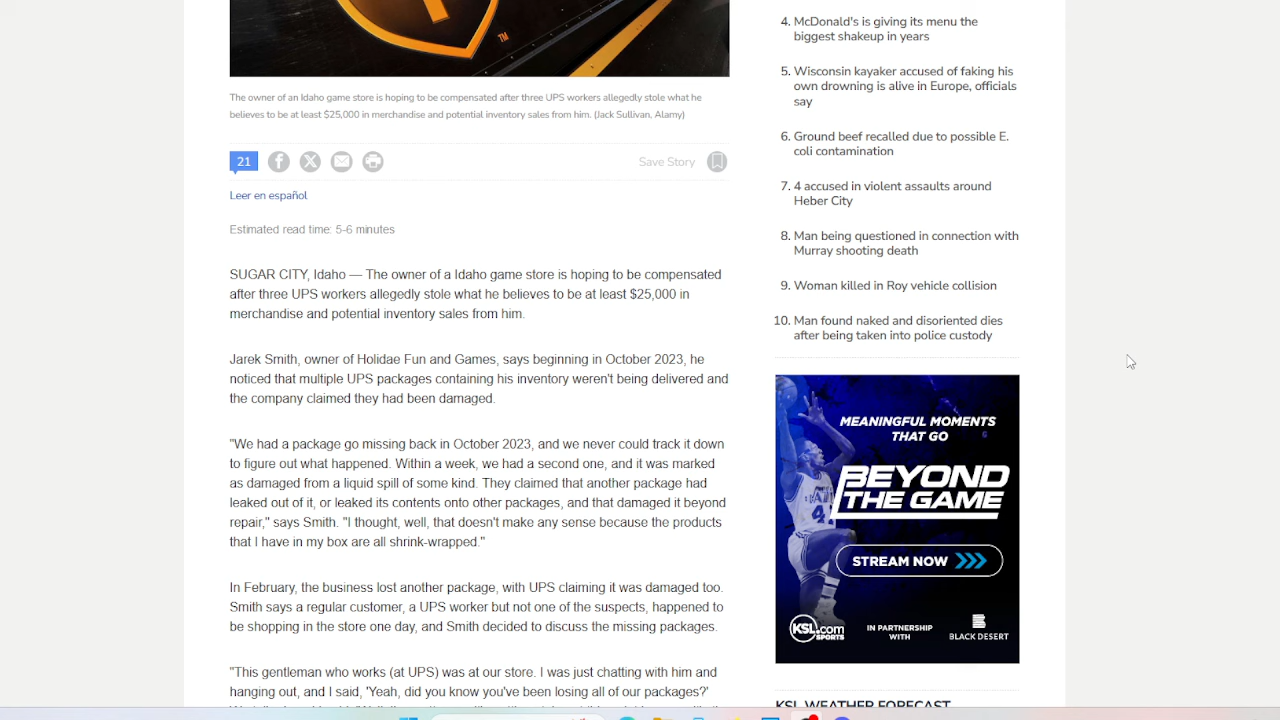 TM
The owner of an Idaho game store is hoping to be compensated after three UPS workers allegedly stole what he
believes to be at least $25,000 in merchandise and potential inventory sales from him. (Jack Sullivan, Alamy)
21
Save Story
Leer en español
Estimated read time: 5-6 minutes
SUGAR CITY, Idaho — The owner of a Idaho game store is hoping to be compensated
after three UPS workers allegedly stole what he believes to be at least $25,000 in
merchandise and potential inventory sales from him.
Jarek Smith, owner of Holidae Fun and Games, says beginning in October 2023, he
noticed that multiple UPS packages containing his inventory weren't being delivered and
the company claimed they had been damaged.
"We had a package go missing back in October 2023, and we never could track it down
to figure out what happened. Within a week, we had a second one, and it was marked
as damaged from a liquid spill of some kind. They claimed that another package had
leaked out of it, or leaked its contents onto other packages, and that damaged it beyond
repair," says Smith. "I thought, well, that doesn't make any sense because the products
that I have in my box are all shrink-wrapped."
In February, the business lost another package, with UPS claiming it was damaged too.
Smith says a regular customer, a UPS worker but not one of the suspects, happened to
be shopping in the store one day, and Smith decided to discuss the missing packages.
"This gentleman who works (at UPS) was at our store. I was just chatting with him and
hanging out, and I said, 'Yeah, did you know you've been losing all of our packages?'
4. McDonald's is giving its menu the
biggest shakeup in years
5. Wisconsin kayaker accused of faking his
own drowning is alive in Europe, officials
say
6. Ground beef recalled due to possible E.
coli contamination
7. 4 accused in violent assaults around
Heber City
8. Man being questioned in connection with
Murray shooting death
9. Woman killed in Roy vehicle collision
10. Man found naked and disoriented dies
after being taken into police custody
MEANINGFUL MOMENTS
THAT GO
BEYOND
THE GAME
4
STREAM NOW
KSL.com
SPORTS
IN PARTNERSHIP
WITH
BLACK DESERT
KSL WEATHER FORECAST